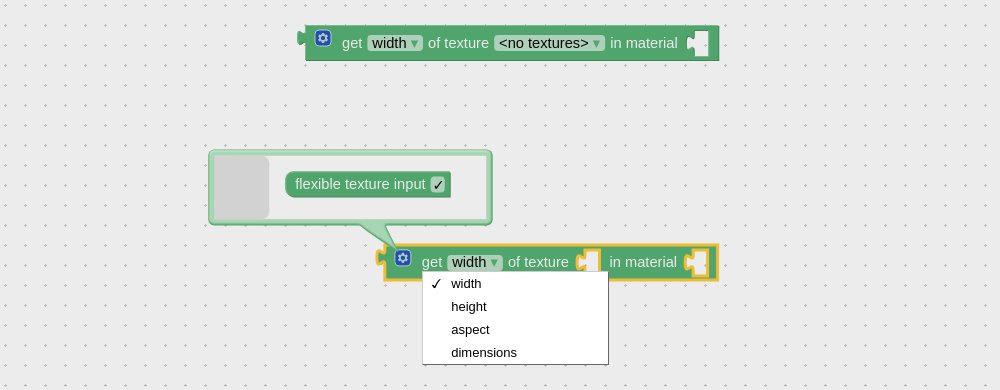 get width ▾ of texture <no textures> ▾ in material
flexible texture input ✓
get width ▾ of texture in material
✓ width
height
aspect
dimensions